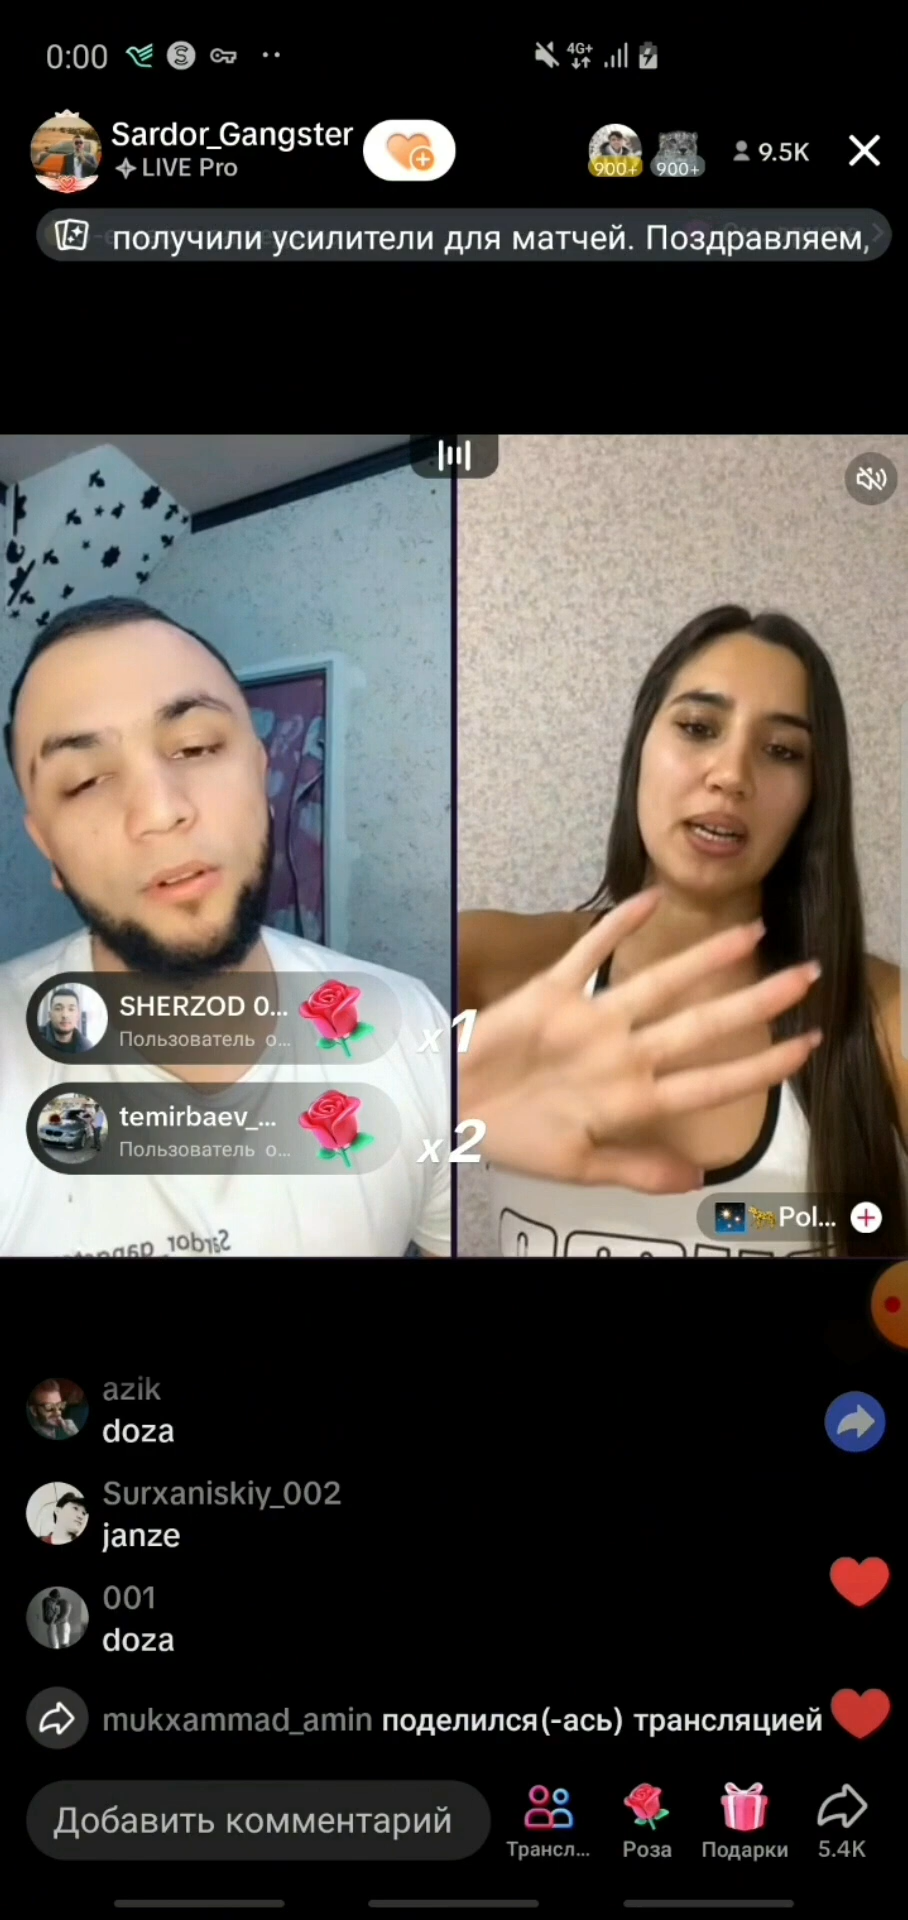 0:00
4G+
Sardor_Gangster
LIVE Pro
900+
900+
9.5K
получили усилители для матчей. Поздравляем,
SHERZOD 0...
Пользователь о...
x1
temirbaev_...
Пользователь о...
x2
Pol...
Sardor_gangster
azik
doza
Surxaniskiy_002
janze
001
doza
mukxammad_amin поделился(-ась) трансляцией
Добавить комментарий
Трансл...
Роза
Подарки
5.4K